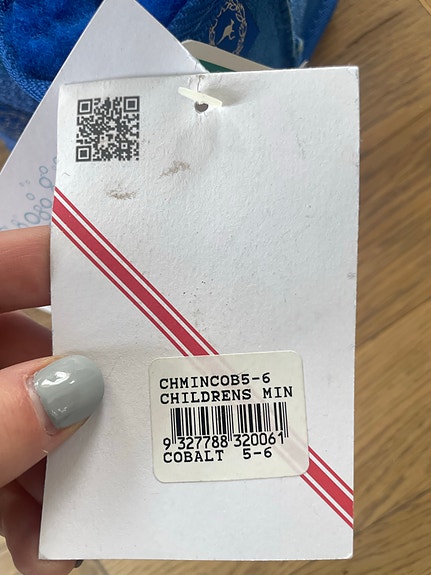 CHMINCOB5-6
CHILDRENS MIN
9 327788 320061
COBALT 5-6